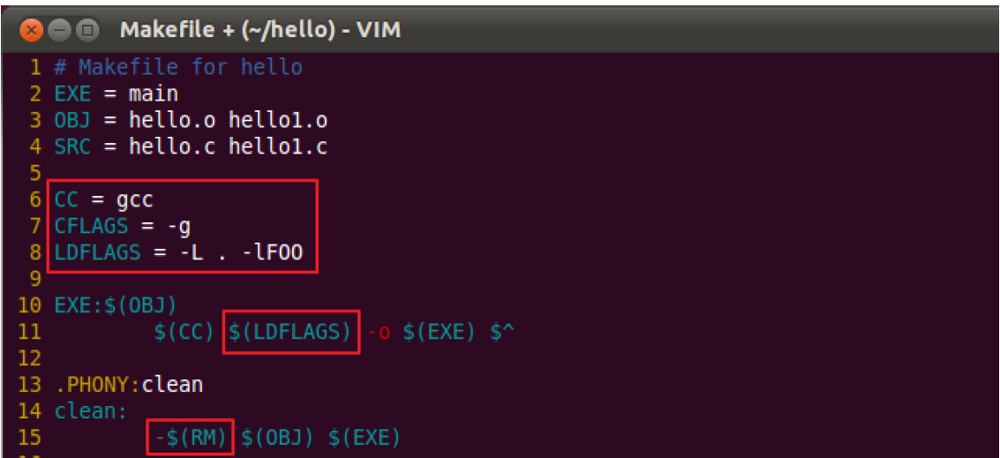 Makefile + (~/hello) - VIM
1 # Makefile for hello
2 EXE = main
3 OBJ = hello.o hello1.o
4 SRC = hello.c hello1.c
5
6 CC = gcc
7 CFLAGS = -g
8 LDFLAGS = -L . -lFOO
9
10 EXE:$(OBJ)
11 $(CC) $(LDFLAGS) -o $(EXE) $^
12
13 .PHONY:clean
14 clean:
15 -$(RM) $(OBJ) $(EXE)